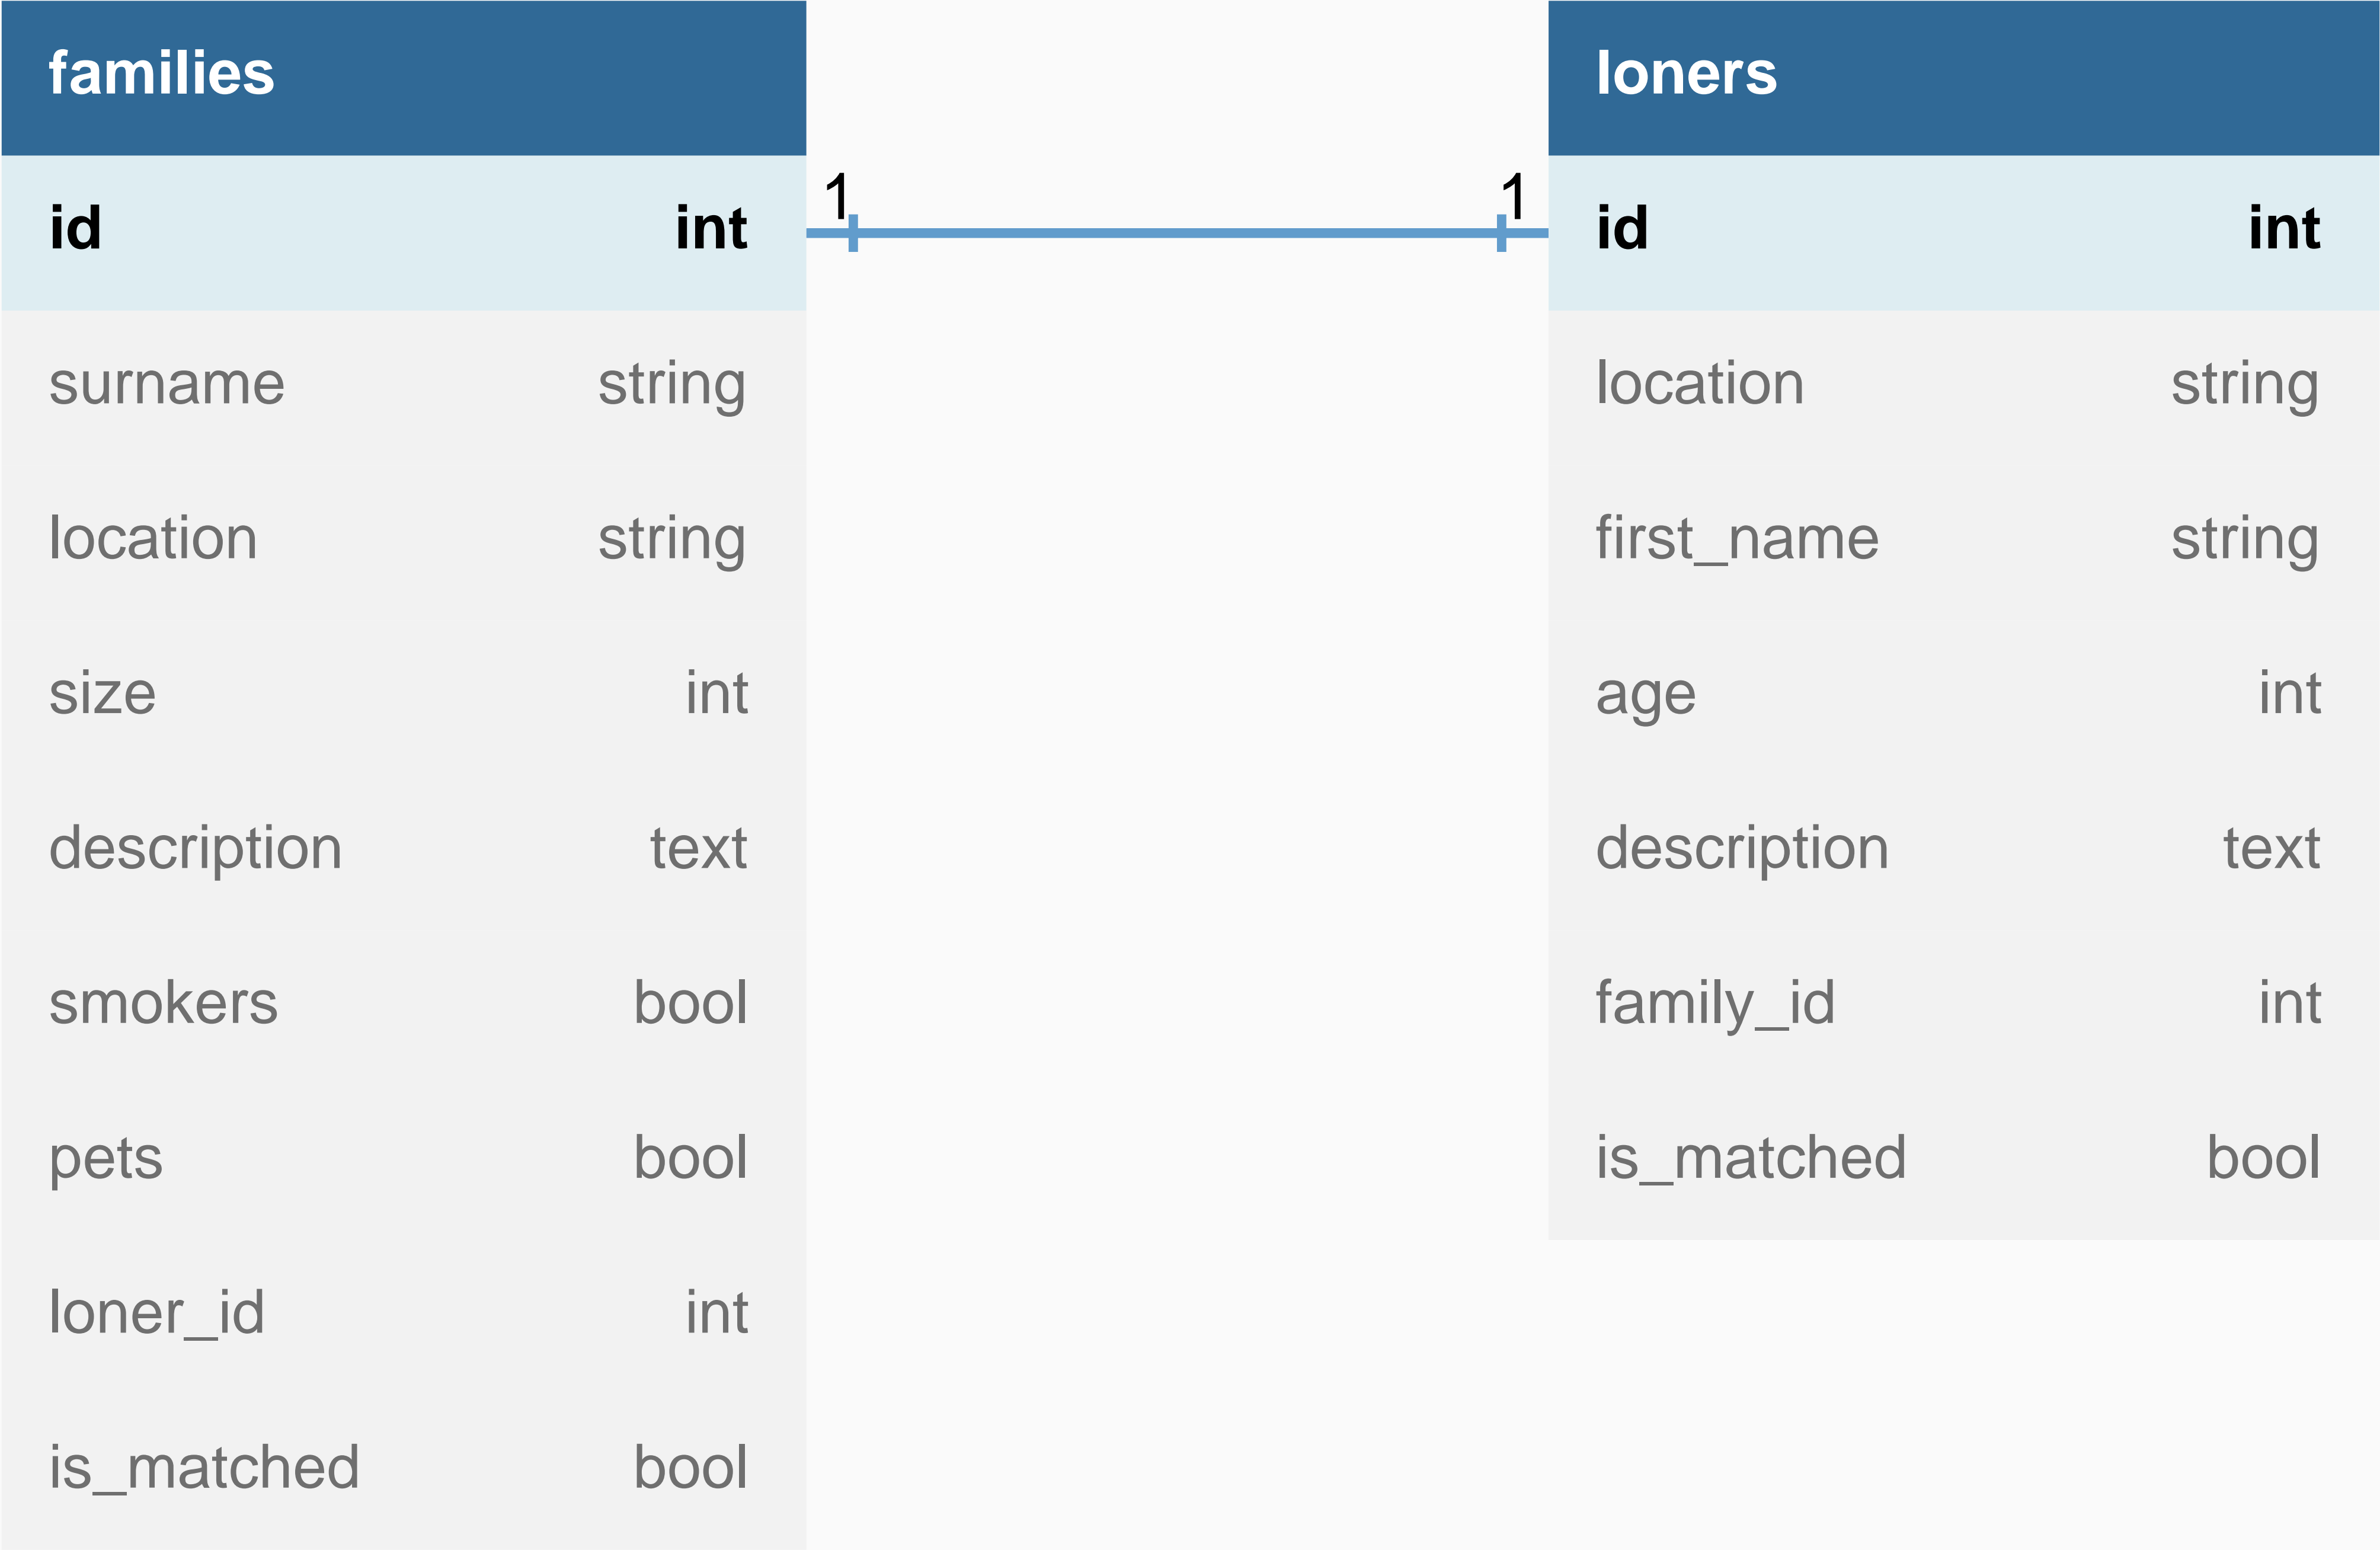 families
id int
surname string
location string
size int
description text
smokers bool
pets bool
loner_id int
is_matched bool
1 1
loners
id int
location string
first_name string
age int
description text
family_id int
is_matched bool